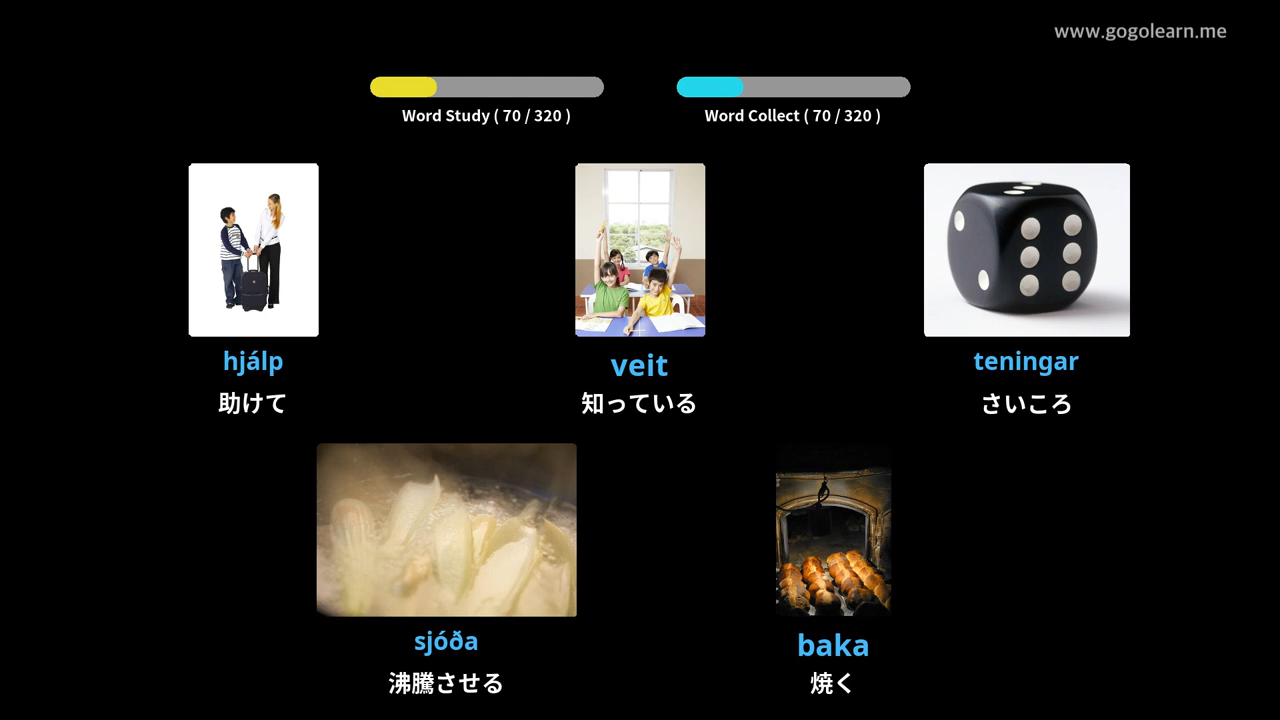 www.gogolearn.me
Word Study ( 70 / 320 )
Word Collect ( 70 / 320 )
hjálp
助けて
veit
知っている
teningar
さいころ
sjóða
沸騰させる
baka
焼く